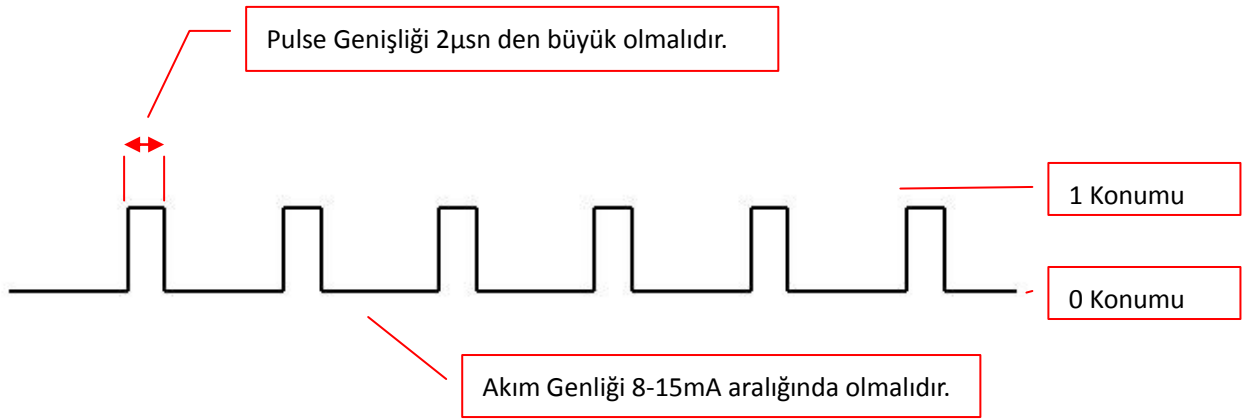 Pulse Genişliği 2µsn den büyük olmalıdır.
1 Konumu
0 Konumu
Akım Genliği 8-15mA aralığında olmalıdır.